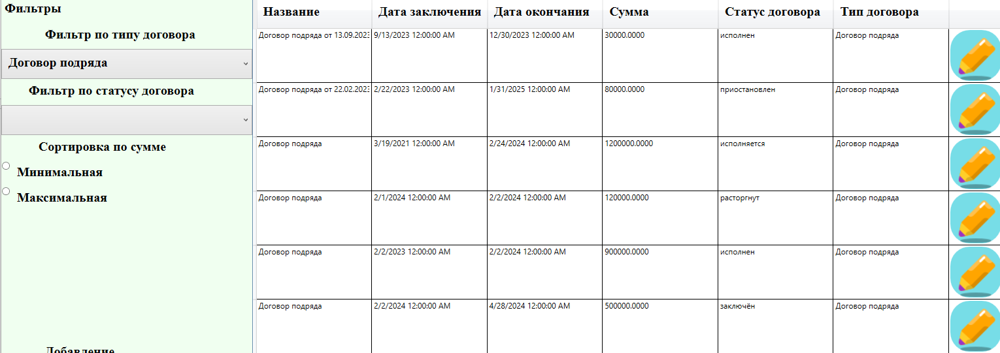 Фильтры
Фильтр по типу договора
Договор подряда
Фильтр по статусу договора
Сортировка по сумме
Минимальная
Максимальная
Добавление
Название Дата заключения Дата окончания Сумма Статус договора Тип договора
Договор подряда от 13.09.2023 9/13/2023 12:00:00 AM 12/30/2023 12:00:00 AM 30000.0000 исполнен Договор подряда
Договор подряда от 22.02.2023 2/22/2023 12:00:00 AM 1/31/2025 12:00:00 AM 80000.0000 приостановлен Договор подряда
Договор подряда 3/19/2021 12:00:00 AM 2/24/2024 12:00:00 AM 1200000.0000 исполняется Договор подряда
Договор подряда 2/1/2024 12:00:00 AM 2/2/2024 12:00:00 AM 120000.0000 расторгнут Договор подряда
Договор подряда 2/2/2023 12:00:00 AM 2/2/2024 12:00:00 AM 900000.0000 исполнен Договор подряда
Договор подряда 2/2/2024 12:00:00 AM 4/28/2024 12:00:00 AM 500000.0000 заключён Договор подряда